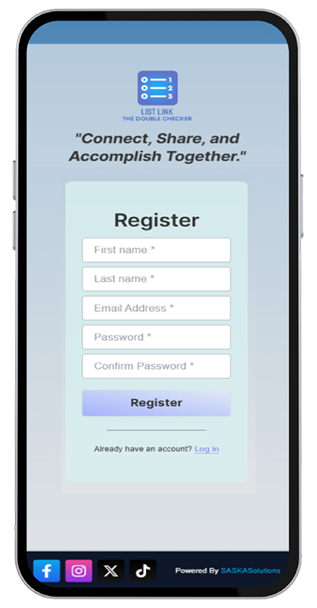 1
2
3
LIST LINK
THE DOUBLE CHECKER
"Connect, Share, and
Accomplish Together."
Register
First name *
Last name *
Email Address *
Password *
Confirm Password *
Register
Already have an account? Log in
Powered By SASKASolutions